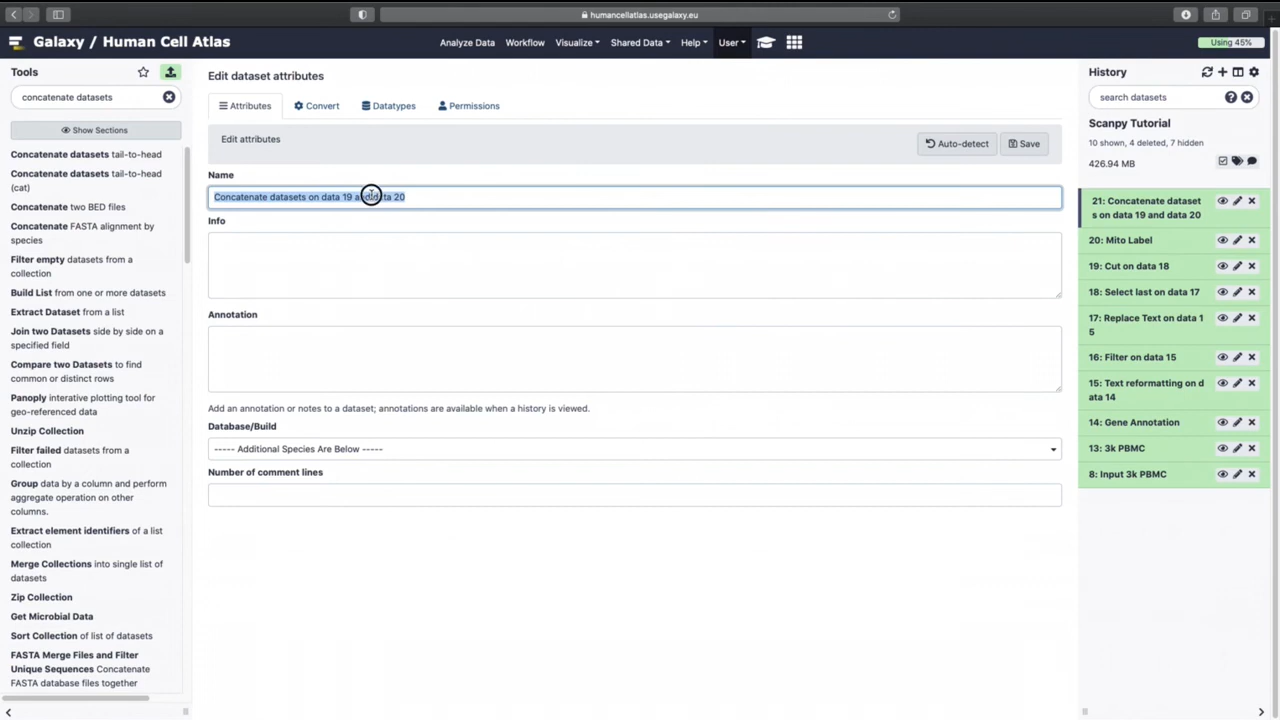 humancellatlas.usegalaxy.eu
Galaxy / Human Cell Atlas
Analyze Data
Workflow
Visualize
Shared Data
Help
User
Using 45%
Tools
concatenate datasets
Show Sections
Concatenate datasets tail-to-head
Concatenate datasets tail-to-head
(cat)
Concatenate two BED files
Concatenate FASTA alignment by
species
Filter empty datasets from a
collection
Build List from one or more datasets
Extract Dataset from a list
Join two Datasets side by side on a
specified field
Compare two Datasets to find
common or distinct rows
Panoply interative plotting tool for
geo-referenced data
Unzip Collection
Filter failed datasets from a
collection
Group data by a column and perform
aggregate operation on other
columns.
Extract element identifiers of a list
collection
Merge Collections into single list of
datasets
Zip Collection
Get Microbial Data
Sort Collection of list of datasets
FASTA Merge Files and Filter
Unique Sequences Concatenate
FASTA database files together
Edit dataset attributes
Attributes
Convert
Datatypes
Permissions
Edit attributes
Auto-detect
Save
Name
Concatenate datasets on data 19 and data 20
Info
Annotation
Add an annotation or notes to a dataset; annotations are available when a history is viewed.
Database/Build
----- Additional Species Are Below -----
Number of comment lines
History
search datasets
Scanpy Tutorial
10 shown, 4 deleted, 7 hidden
426.94 MB
21: Concatenate dataset
s on data 19 and data 20
20: Mito Label
19: Cut on data 18
18: Select last on data 17
17: Replace Text on data 1
5
16: Filter on data 15
15: Text reformatting on d
ata 14
14: Gene Annotation
13: 3k PBMC
8: Input 3k PBMC